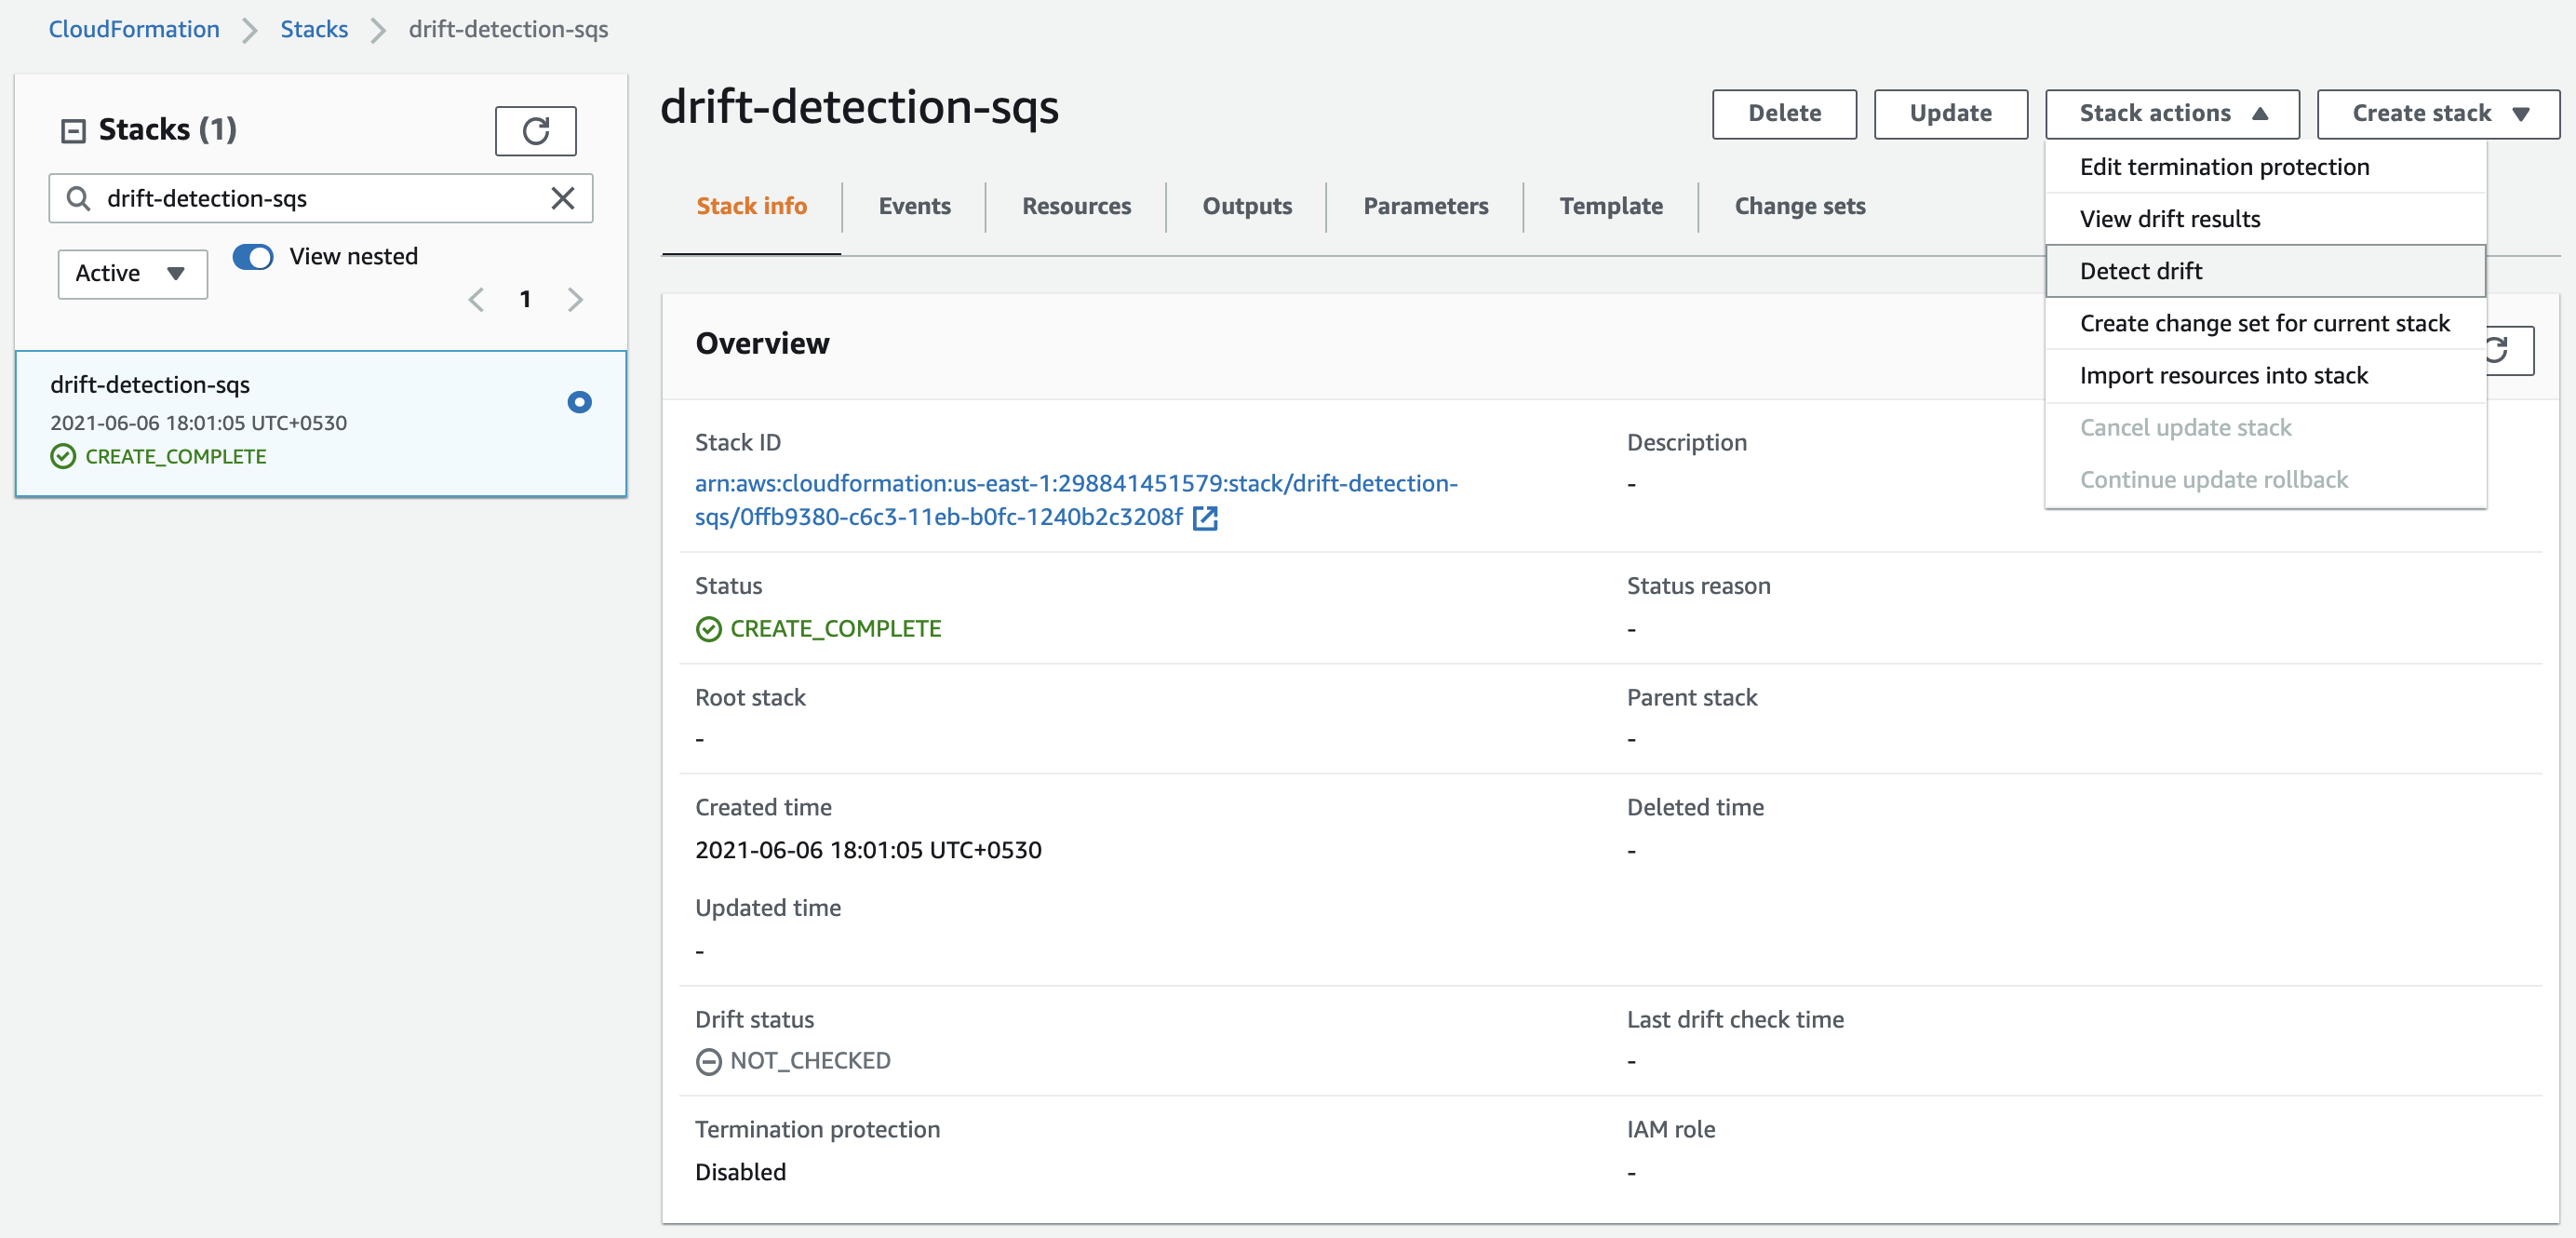 CloudFormation
Stacks
drift-detection-sqs
Stacks (1)
drift-detection-sqs
Active
View nested
1
drift-detection-sqs
2021-06-06 18:01:05 UTC+0530
CREATE_COMPLETE
drift-detection-sqs
Delete
Update
Stack actions
Create stack
Edit termination protection
View drift results
Detect drift
Create change set for current stack
Import resources into stack
Cancel update stack
Continue update rollback
Stack info
Events
Resources
Outputs
Parameters
Template
Change sets
Overview
Stack ID
arn:aws:cloudformation:us-east-1:298841451579:stack/drift-detection-
sqs/0ffb9380-c6c3-11eb-b0fc-1240b2c3208f
Description
-
Status
CREATE_COMPLETE
Status reason
-
Root stack
-
Parent stack
-
Created time
2021-06-06 18:01:05 UTC+0530
Deleted time
-
Updated time
-
Drift status
NOT_CHECKED
Last drift check time
-
Termination protection
Disabled
IAM role
-